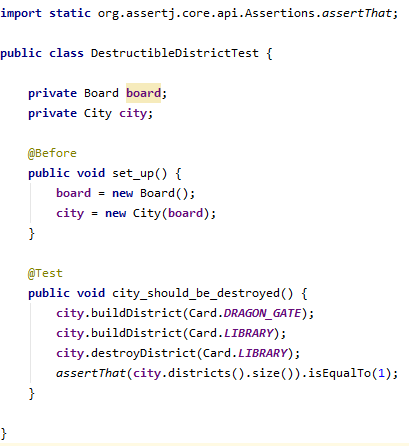 import static org.assertj.core.api.Assertions.assertThat;
public class DestructibleDistrictTest {
private Board board;
private City city;
@Before
public void set_up() {
board = new Board();
city = new City(board);
}
@Test
public void city_should_be_destroyed() {
city.buildDistrict(Card.DRAGON_GATE);
city.buildDistrict(Card.LIBRARY);
city.destroyDistrict(Card.LIBRARY);
assertThat(city.districts().size()).isEqualTo(1);
}
}